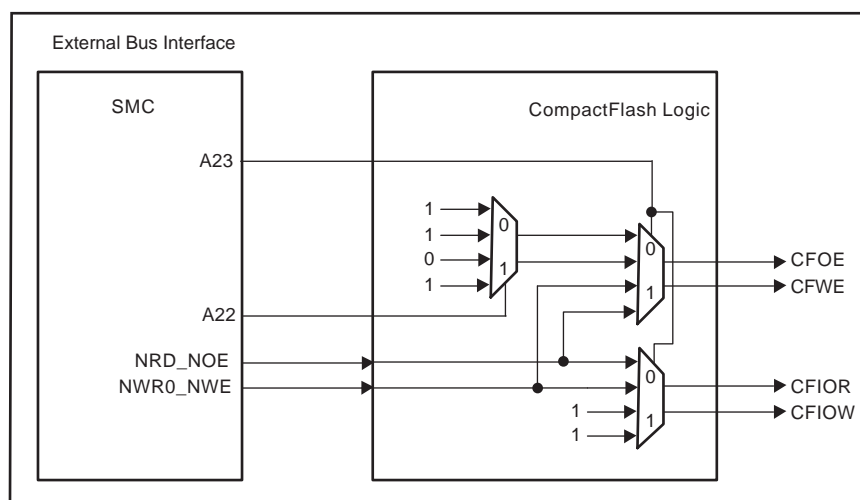 External Bus Interface
SMC
CompactFlash Logic
A23
1
1
0
1
0
1
0
1
CFOE
CFWE
A22
NRD_NOE
NWR0_NWE
1
1
0
1
CFIOR
CFIOW